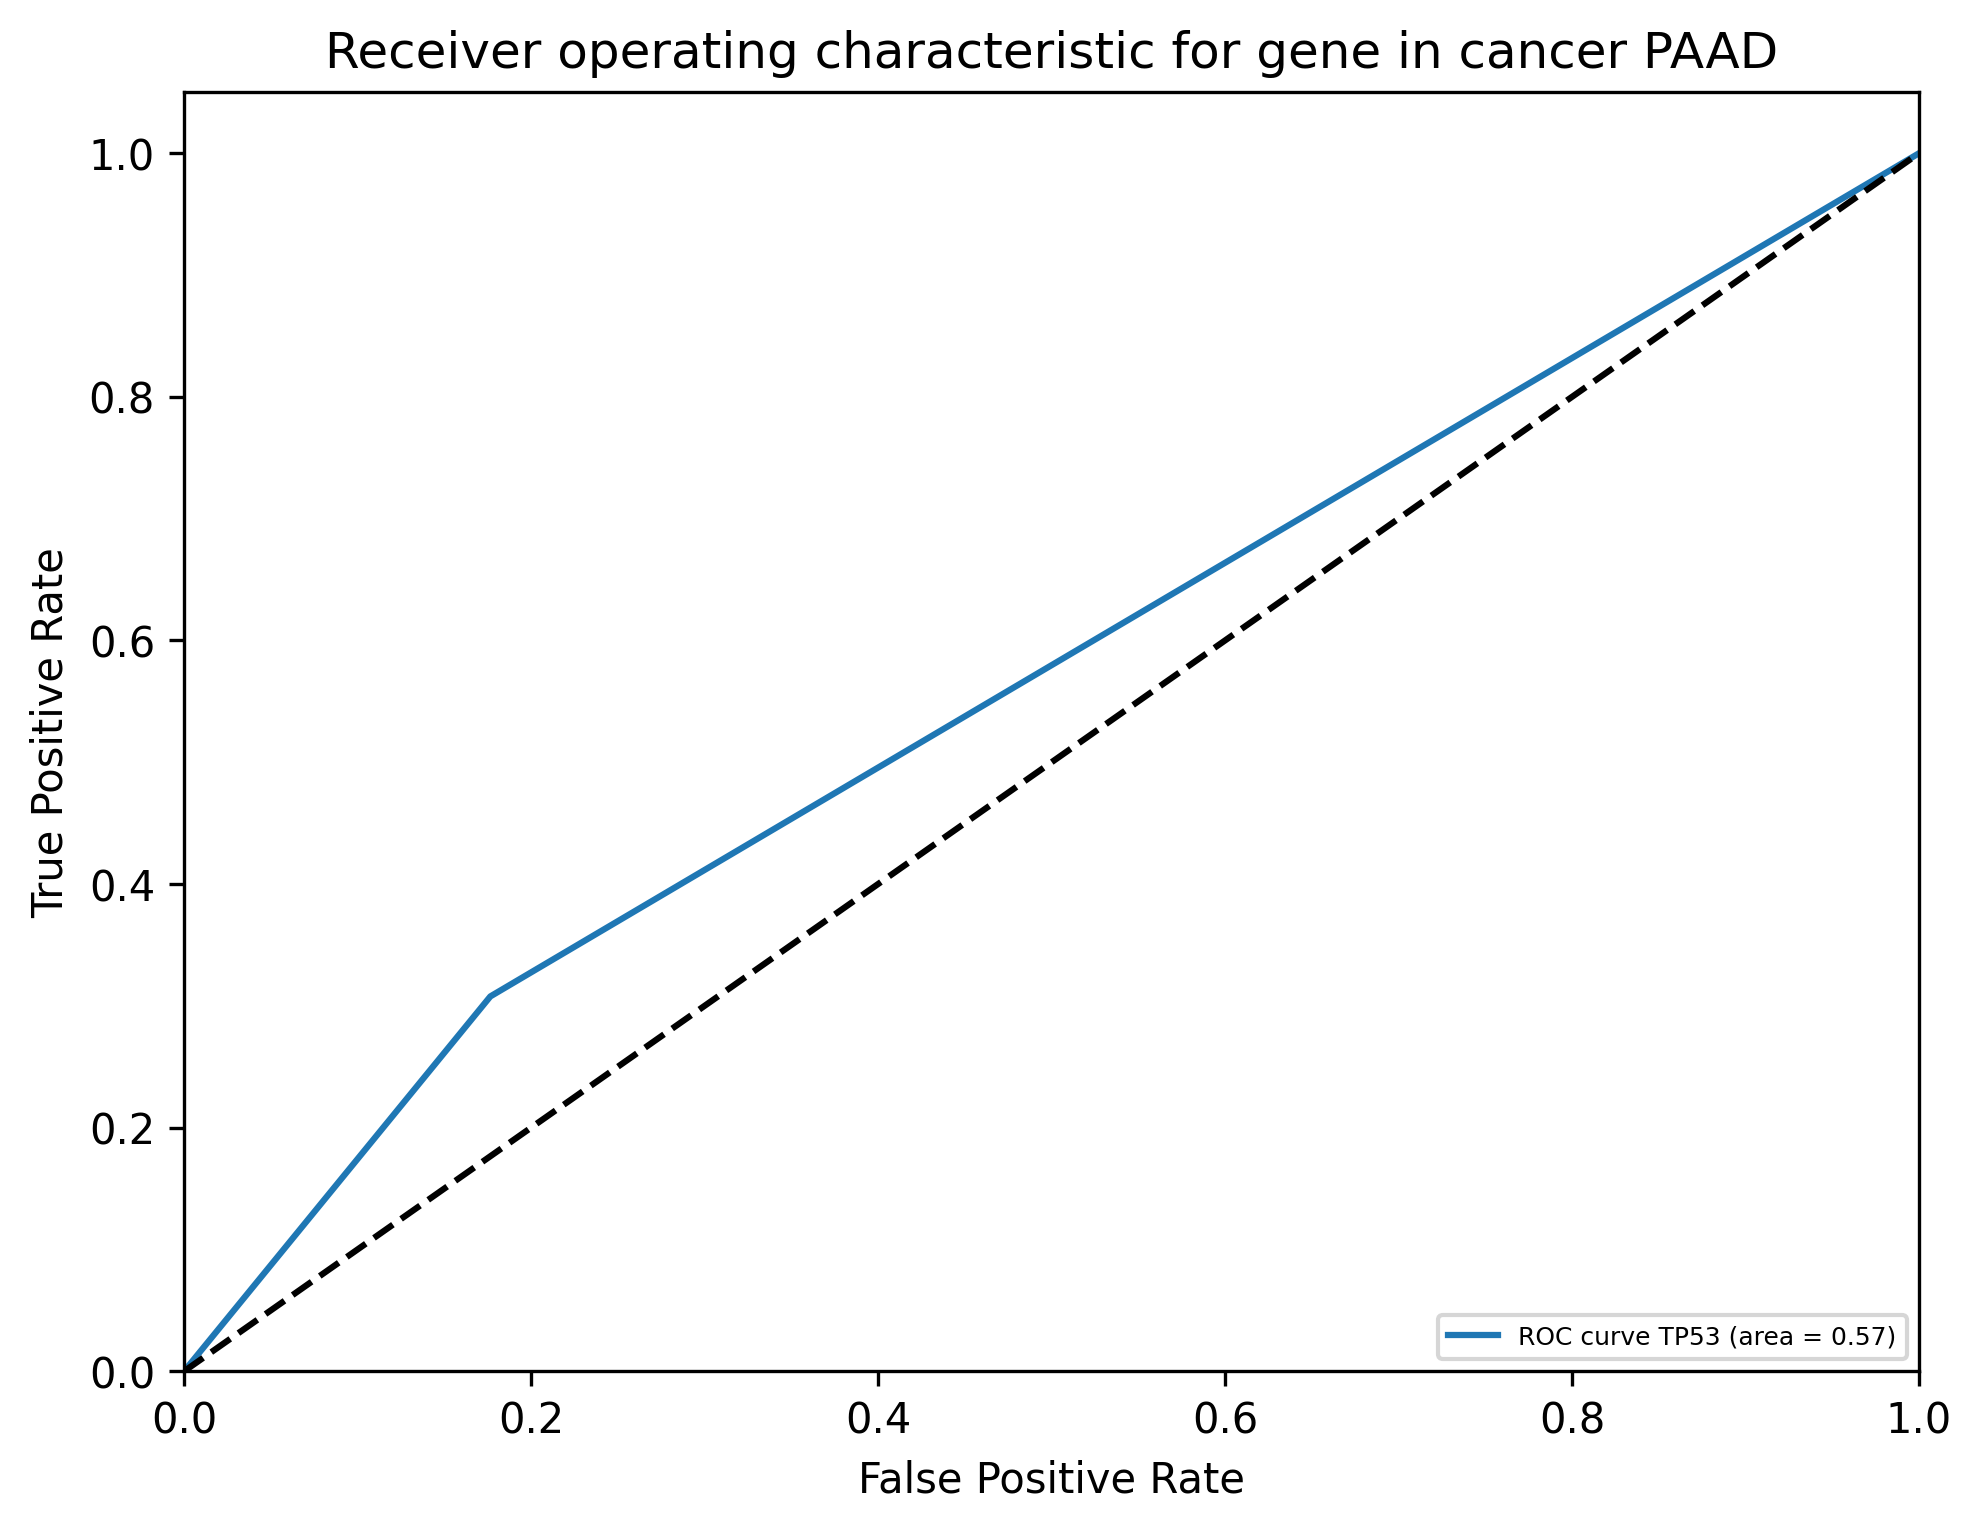 Receiver operating characteristic for gene in cancer PAAD
True Positive Rate
1.0
0.8
0.6
0.4
0.2
0.0
0.0 0.2 0.4 0.6 0.8 1.0
False Positive Rate
ROC curve TP53 (area = 0.57)